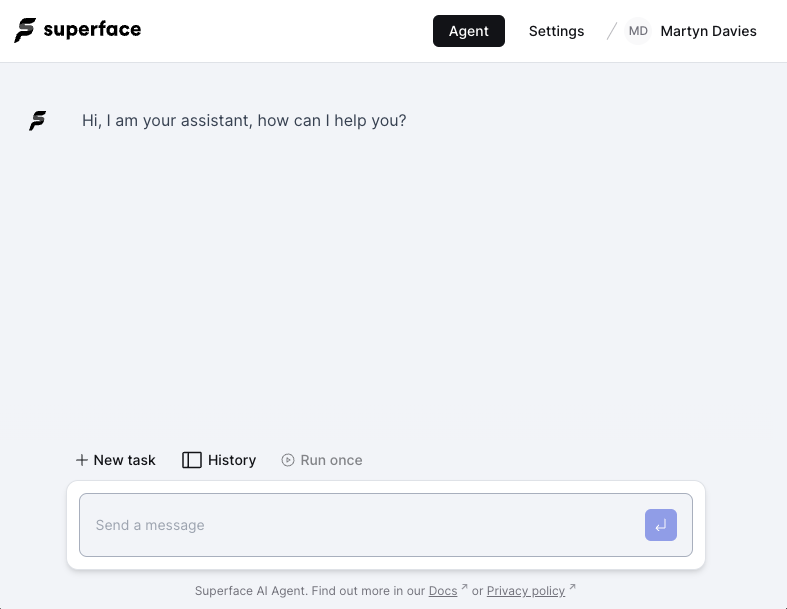 superface
Agent
Settings
MD
Martyn Davies
Hi, I am your assistant, how can I help you?
New task
History
Run once
Send a message
Superface AI Agent. Find out more in our Docs ↗ or Privacy policy ↗